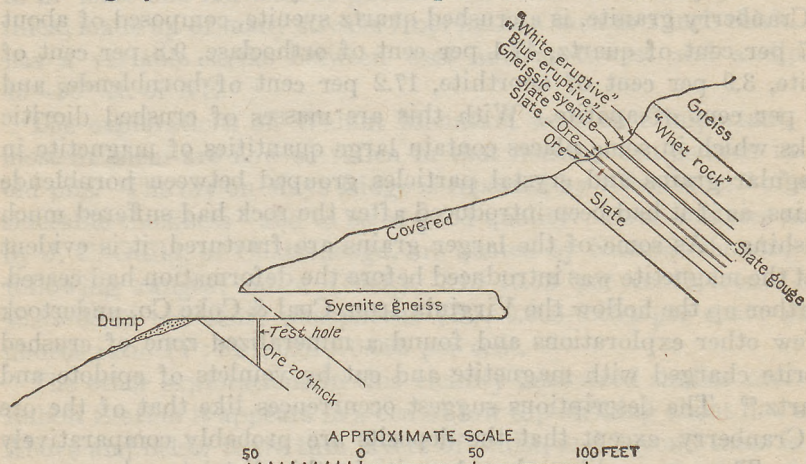 "White eruptive"
"Blue eruptive"
Gneissic syenite
Slate
Ore
Slate
Ore
Gneiss
"Whet rock"
Slate
Slate gouge
Covered
Syenite gneiss
Dump
Test hole
Ore 20' thick
APPROXIMATE SCALE
50 0 50 100 FEET